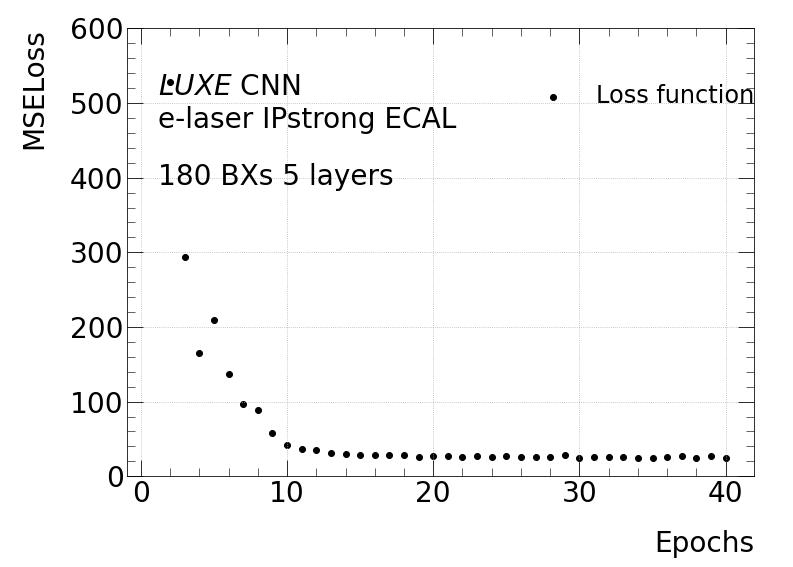 600
500
400
300
200
100
0
MSELoss
LUXE CNN
e-laser IPstrong ECAL
180 BXs 5 layers
Loss function
0 10 20 30 40
Epochs